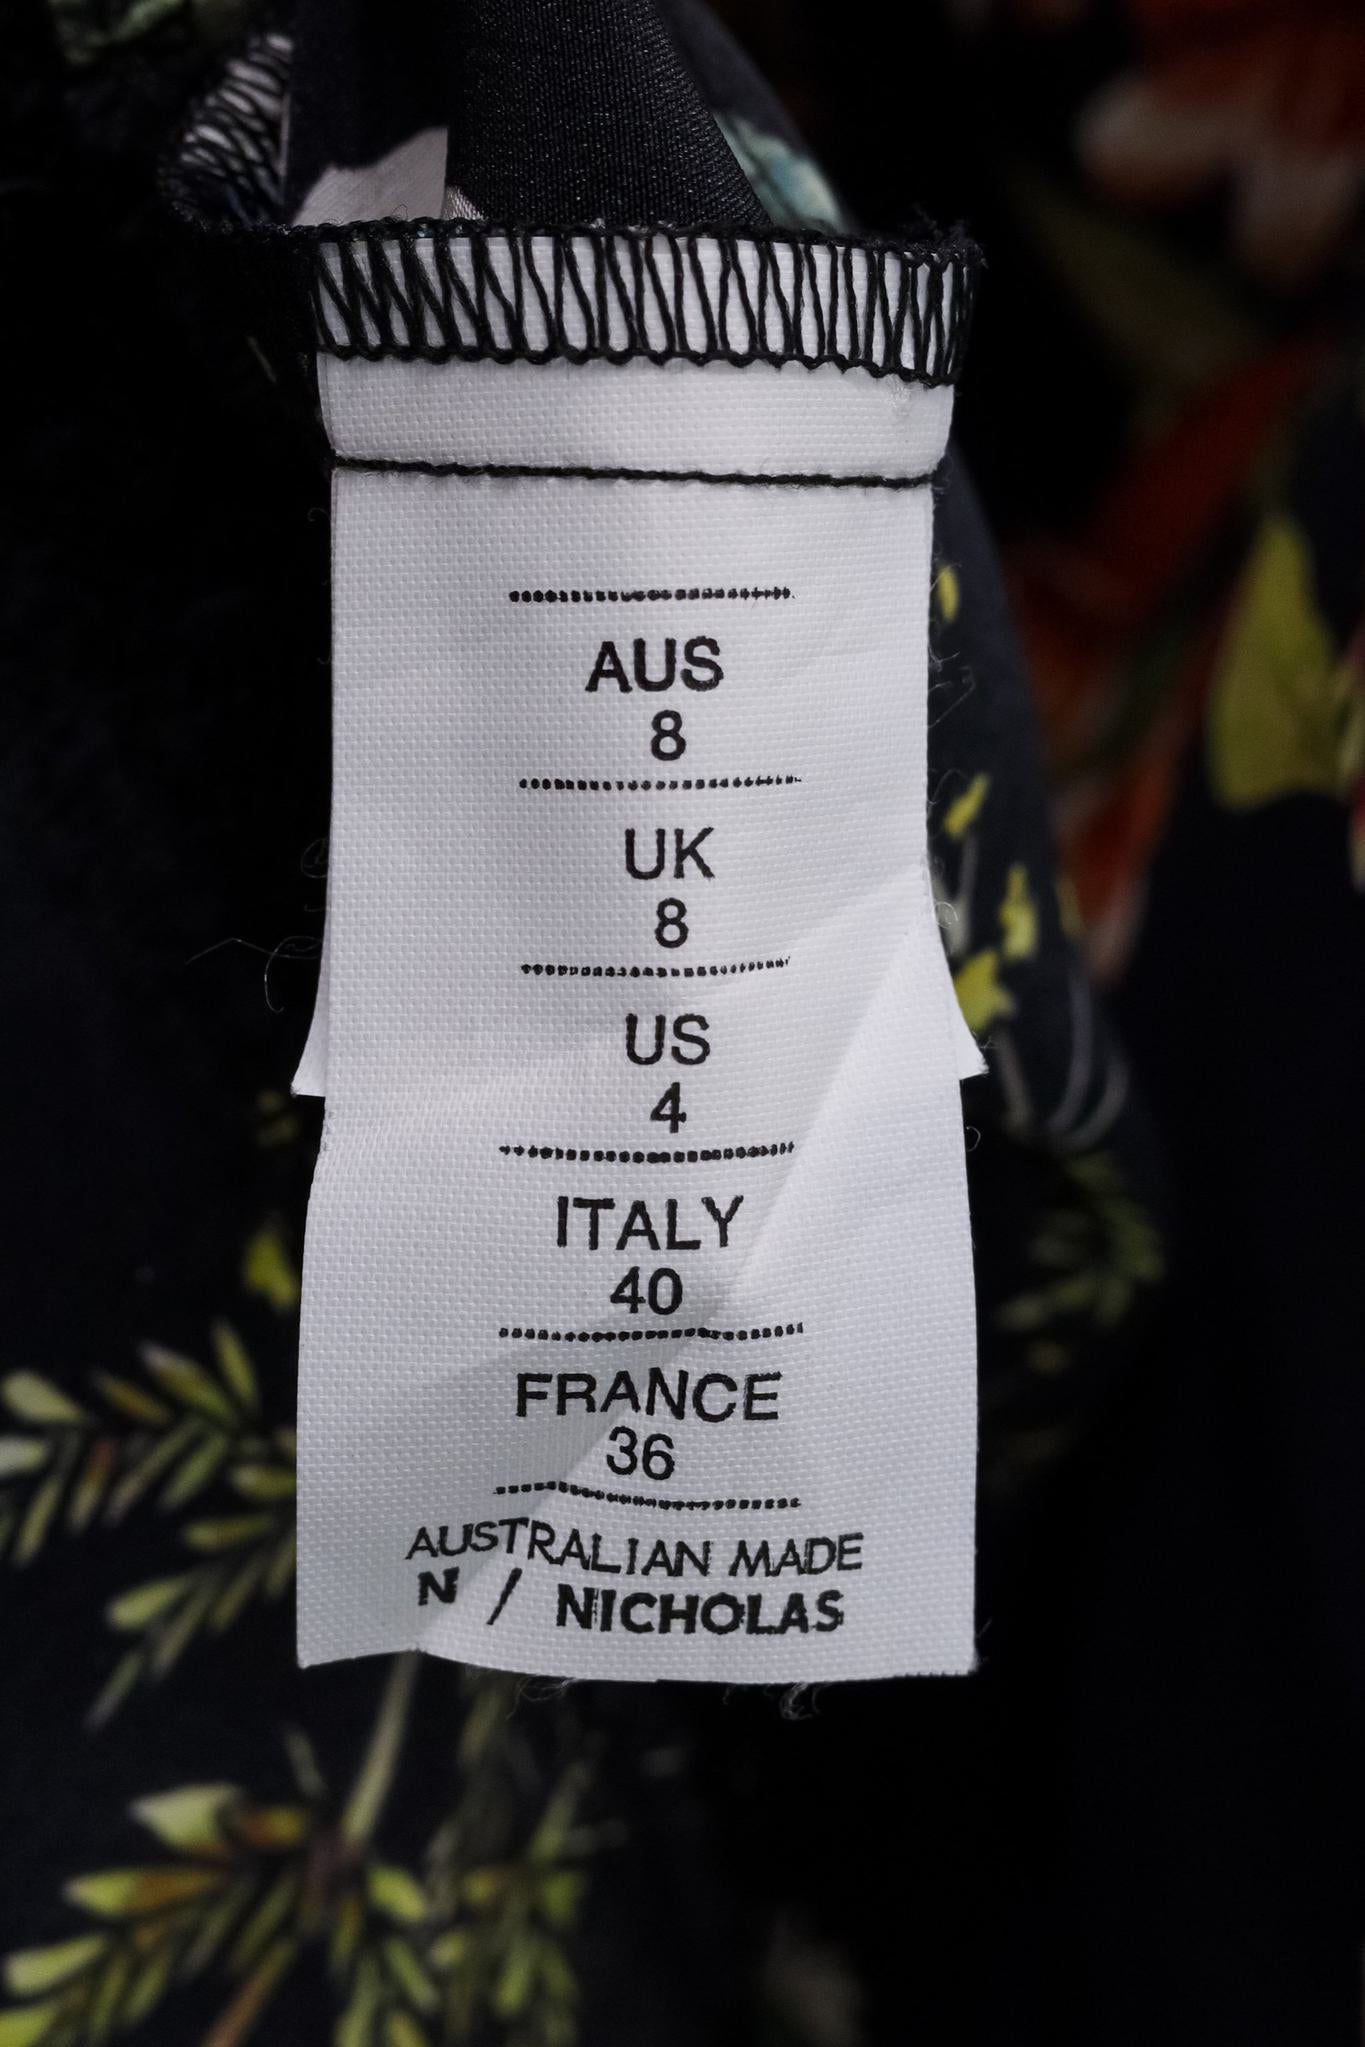 AUS
8
UK
8
US
4
ITALY
40
FRANCE
36
AUSTRALIAN MADE
N / NICHOLAS